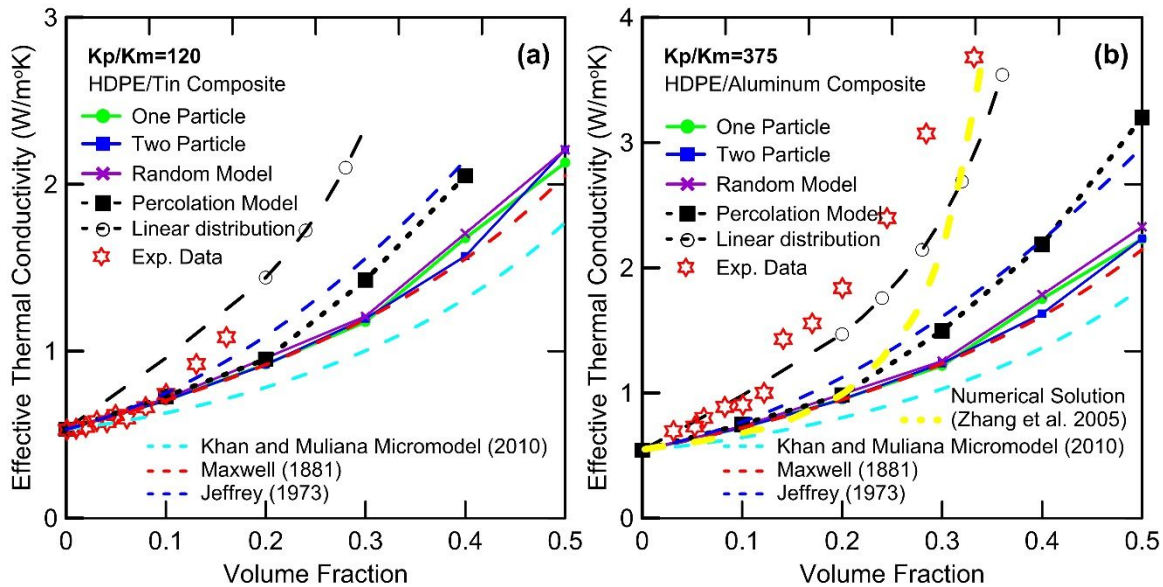 Effective Thermal Conductivity (W/m°K)
3
2
1
0
(a)
Kp/Km=120
HDPE/Tin Composite
One Particle
Two Particle
Random Model
Percolation Model
Linear distribution
Exp. Data
Khan and Muliana Micromodel (2010)
Maxwell (1881)
Jeffrey (1973)
0 0.1 0.2 0.3 0.4 0.5
Volume Fraction
Effective Thermal Conductivity (W/m°K)
4
3
2
1
0
(b)
Kp/Km=375
HDPE/Aluminum Composite
One Particle
Two Particle
Random Model
Percolation Model
Linear distribution
Exp. Data
Numerical Solution
(Zhang et al. 2005)
Khan and Muliana Micromodel (2010)
Maxwell (1881)
Jeffrey (1973)
0 0.1 0.2 0.3 0.4 0.5
Volume Fraction